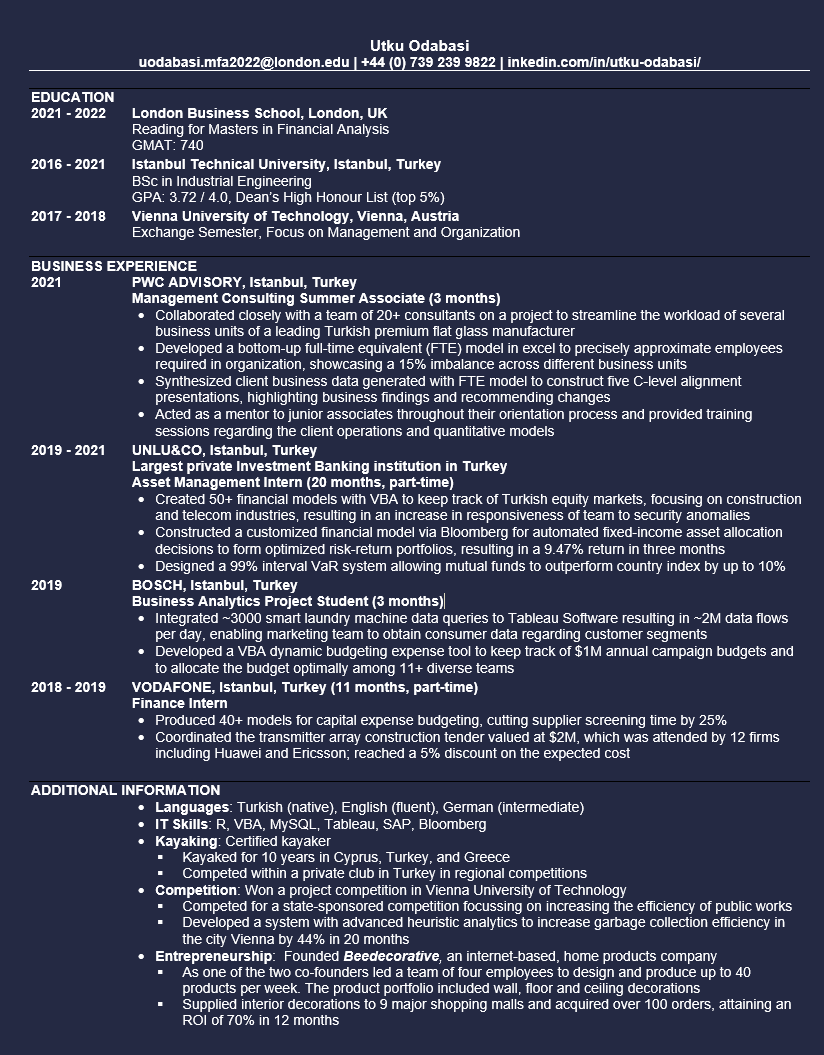 Utku Odabasi
uodabasi.mfa2022@london.edu | +44 (0) 739 239 9822 | inkedin.com/in/utku-odabasi/
EDUCATION
2021 - 2022 London Business School, London, UK
Reading for Masters in Financial Analysis
GMAT: 740
2016 - 2021 Istanbul Technical University, Istanbul, Turkey
BSc in Industrial Engineering
GPA: 3.72 / 4.0, Dean's High Honour List (top 5%)
2017 - 2018 Vienna University of Technology, Vienna, Austria
Exchange Semester, Focus on Management and Organization
BUSINESS EXPERIENCE
2021 PWC ADVISORY, Istanbul, Turkey
Management Consulting Summer Associate (3 months)
• Collaborated closely with a team of 20+ consultants on a project to streamline the workload of several
business units of a leading Turkish premium flat glass manufacturer
• Developed a bottom-up full-time equivalent (FTE) model in excel to precisely approximate employees
required in organization, showcasing a 15% imbalance across different business units
• Synthesized client business data generated with FTE model to construct five C-level alignment
presentations, highlighting business findings and recommending changes
• Acted as a mentor to junior associates throughout their orientation process and provided training
sessions regarding the client operations and quantitative models
2019 - 2021 UNLU&CO, Istanbul, Turkey
Largest private Investment Banking institution in Turkey
Asset Management Intern (20 months, part-time)
• Created 50+ financial models with VBA to keep track of Turkish equity markets, focusing on construction
and telecom industries, resulting in an increase in responsiveness of team to security anomalies
• Constructed a customized financial model via Bloomberg for automated fixed-income asset allocation
decisions to form optimized risk-return portfolios, resulting in a 9.47% return in three months
• Designed a 99% interval VaR system allowing mutual funds to outperform country index by up to 10%
2019 BOSCH, Istanbul, Turkey
Business Analytics Project Student (3 months)
• Integrated ~3000 smart laundry machine data queries to Tableau Software resulting in ~2M data flows
per day, enabling marketing team to obtain consumer data regarding customer segments
• Developed a VBA dynamic budgeting expense tool to keep track of $1M annual campaign budgets and
to allocate the budget optimally among 11+ diverse teams
2018 - 2019 VODAFONE, Istanbul, Turkey (11 months, part-time)
Finance Intern
• Produced 40+ models for capital expense budgeting, cutting supplier screening time by 25%
• Coordinated the transmitter array construction tender valued at $2M, which was attended by 12 firms
including Huawei and Ericsson; reached a 5% discount on the expected cost
ADDITIONAL INFORMATION
• Languages: Turkish (native), English (fluent), German (intermediate)
• IT Skills: R, VBA, MySQL, Tableau, SAP, Bloomberg
• Kayaking: Certified kayaker
▪ Kayaked for 10 years in Cyprus, Turkey, and Greece
▪ Competed within a private club in Turkey in regional competitions
• Competition: Won a project competition in Vienna University of Technology
▪ Competed for a state-sponsored competition focussing on increasing the efficiency of public works
▪ Developed a system with advanced heuristic analytics to increase garbage collection efficiency in
the city Vienna by 44% in 20 months
• Entrepreneurship: Founded Beedecorative, an internet-based, home products company
▪ As one of the two co-founders led a team of four employees to design and produce up to 40
products per week. The product portfolio included wall, floor and ceiling decorations
▪ Supplied interior decorations to 9 major shopping malls and acquired over 100 orders, attaining an
ROI of 70% in 12 months